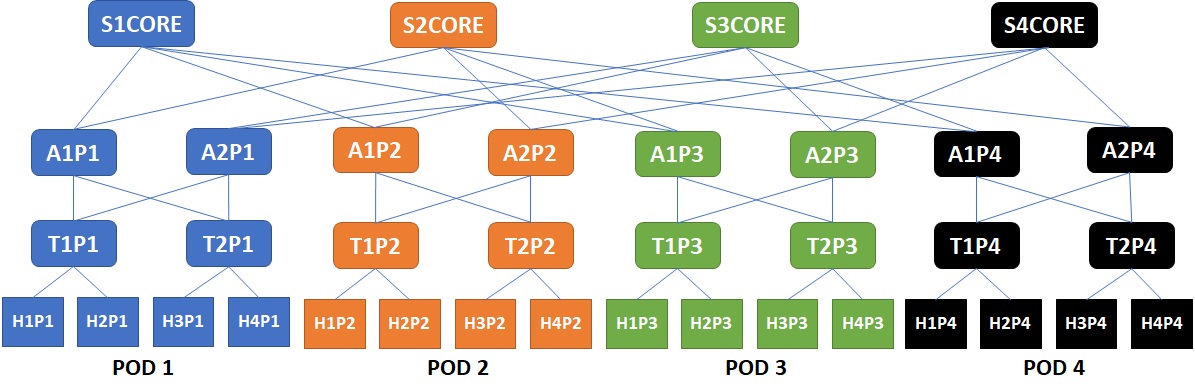 S1CORE S2CORE S3CORE S4CORE
A1P1 A2P1 A1P2 A2P2 A1P3 A2P3 A1P4 A2P4
T1P1 T2P1 T1P2 T2P2 T1P3 T2P3 T1P4 T2P4
H1P1 H2P1 H3P1 H4P1 H1P2 H2P2 H3P2 H4P2 H1P3 H2P3 H3P3 H4P3 H1P4 H2P4 H3P4 H4P4
POD 1 POD 2 POD 3 POD 4